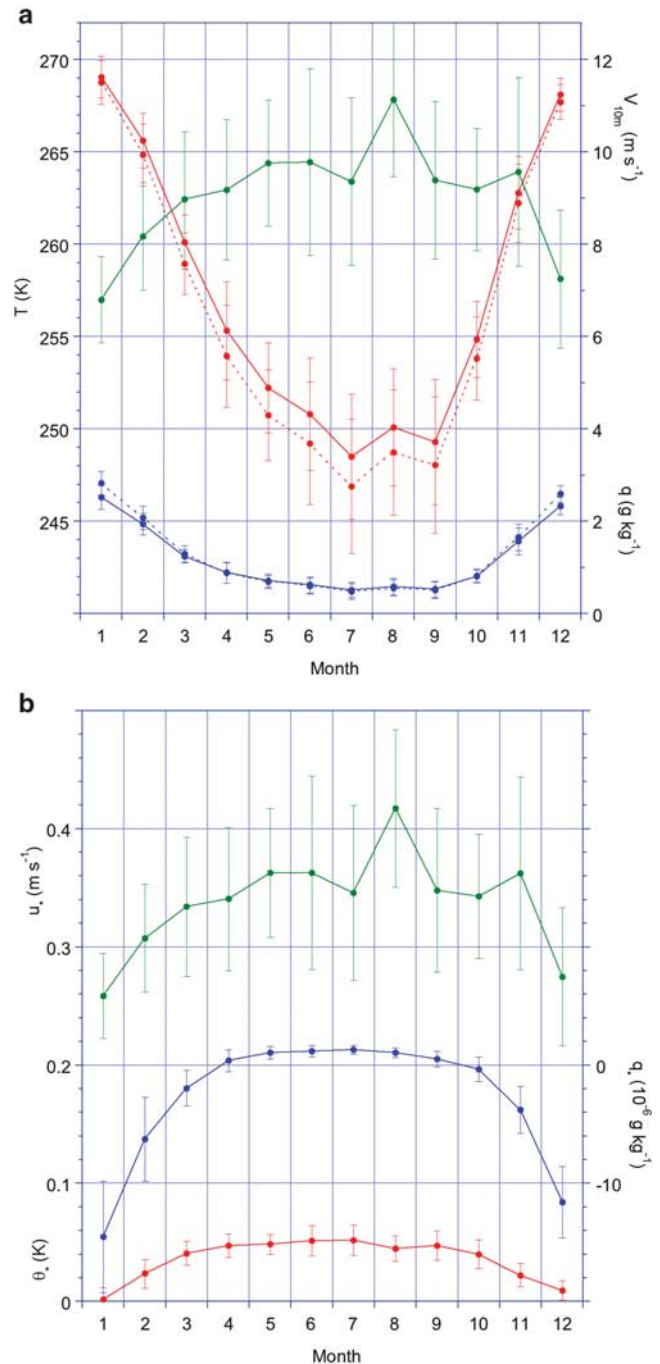 a
270
265
260
255
250
245
T (K)
12
10
8
6
4
2
0
V10m (m s-1)
q (g kg-1)
1 2 3 4 5 6 7 8 9 10 11 12
Month
b
0.4
0.3
0.2
0.1
0
u* (m s-1)
θ* (K)
0
-10
q* (10-6 g kg-1)
1 2 3 4 5 6 7 8 9 10 11 12
Month